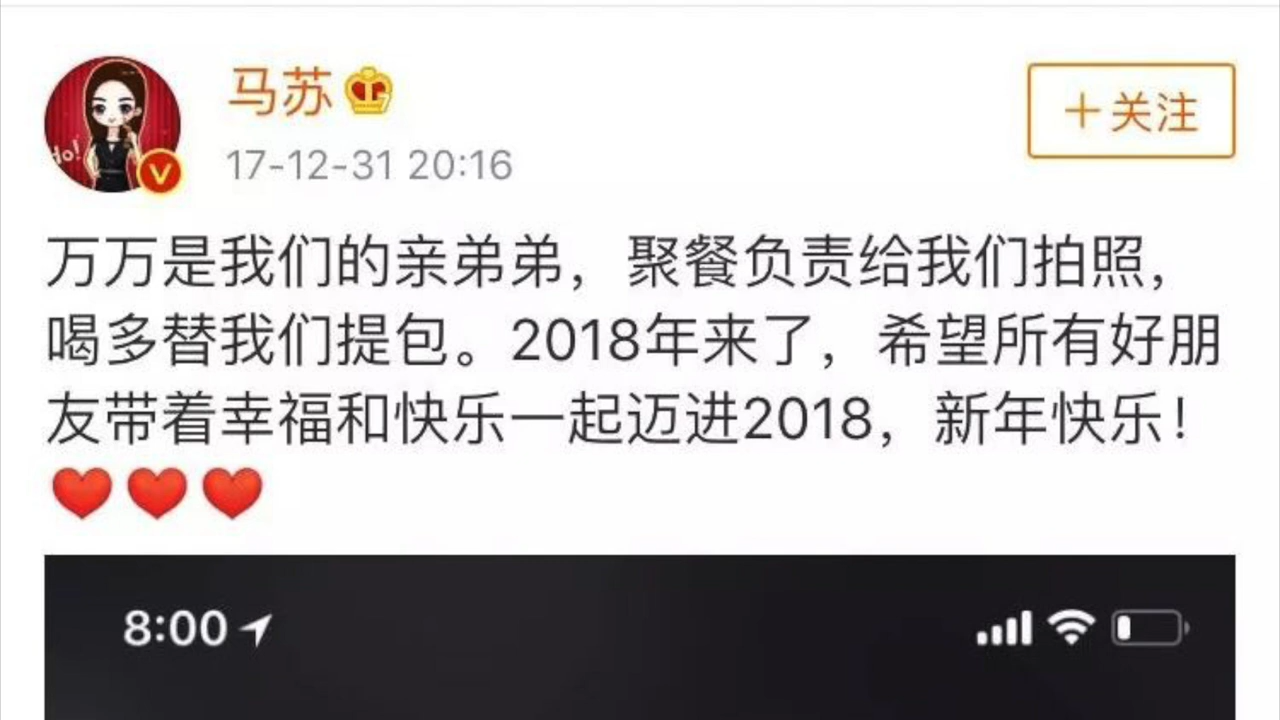 马苏
+关注
17-12-31 20:16
Ho!
万万是我们的亲弟弟，聚餐负责给我们拍照，
喝多替我们提包。2018年来了，希望所有好朋
友带着幸福和快乐一起迈进2018，新年快乐！
❤️❤️❤️
8:00